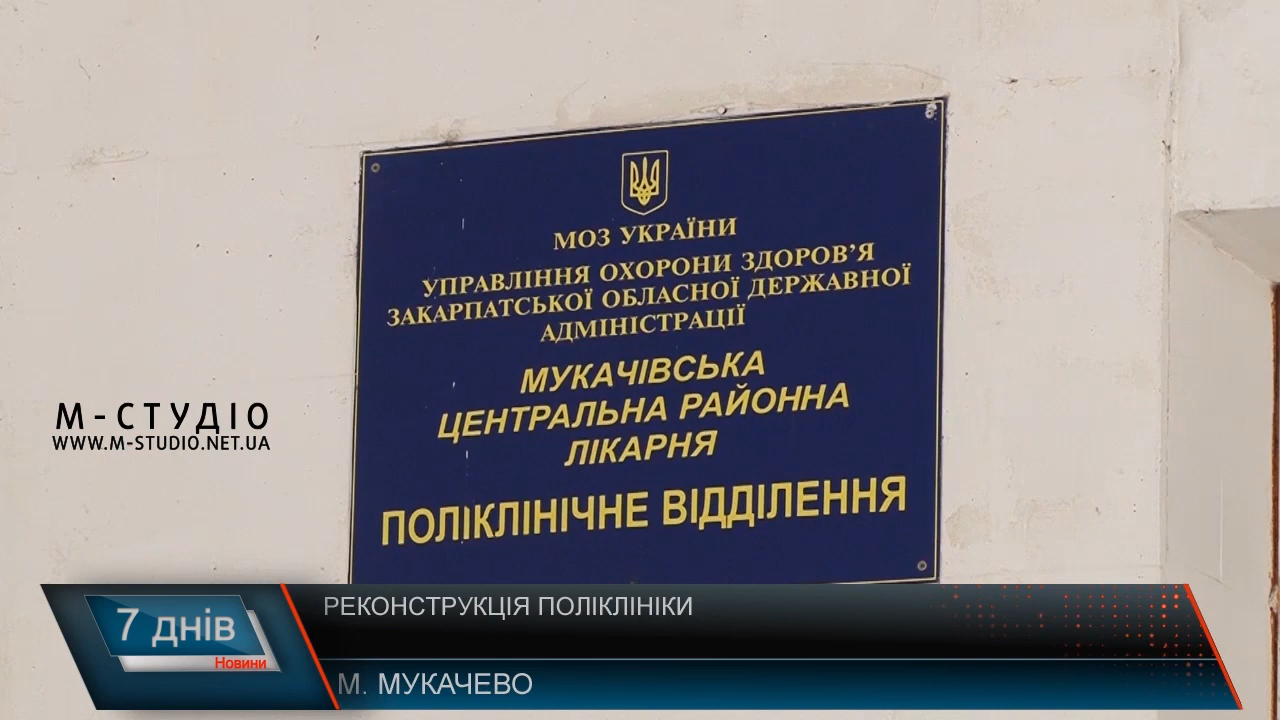 МОЗ УКРАЇНИ
УПРАВЛІННЯ ОХОРОНИ ЗДОРОВ’Я
ЗАКАРПАТСЬКОЇ ОБЛАСНОЇ ДЕРЖАВНОЇ
АДМІНІСТРАЦІЇ
МУКАЧІВСЬКА
ЦЕНТРАЛЬНА РАЙОННА
ЛІКАРНЯ
ПОЛІКЛІНІЧНЕ ВІДДІЛЕННЯ
М-СТУДІО
WWW.M-STUDIO.NET.UA
7 днів
Новини
РЕКОНСТРУКЦІЯ ПОЛІКЛІНІКИ
М. МУКАЧЕВО